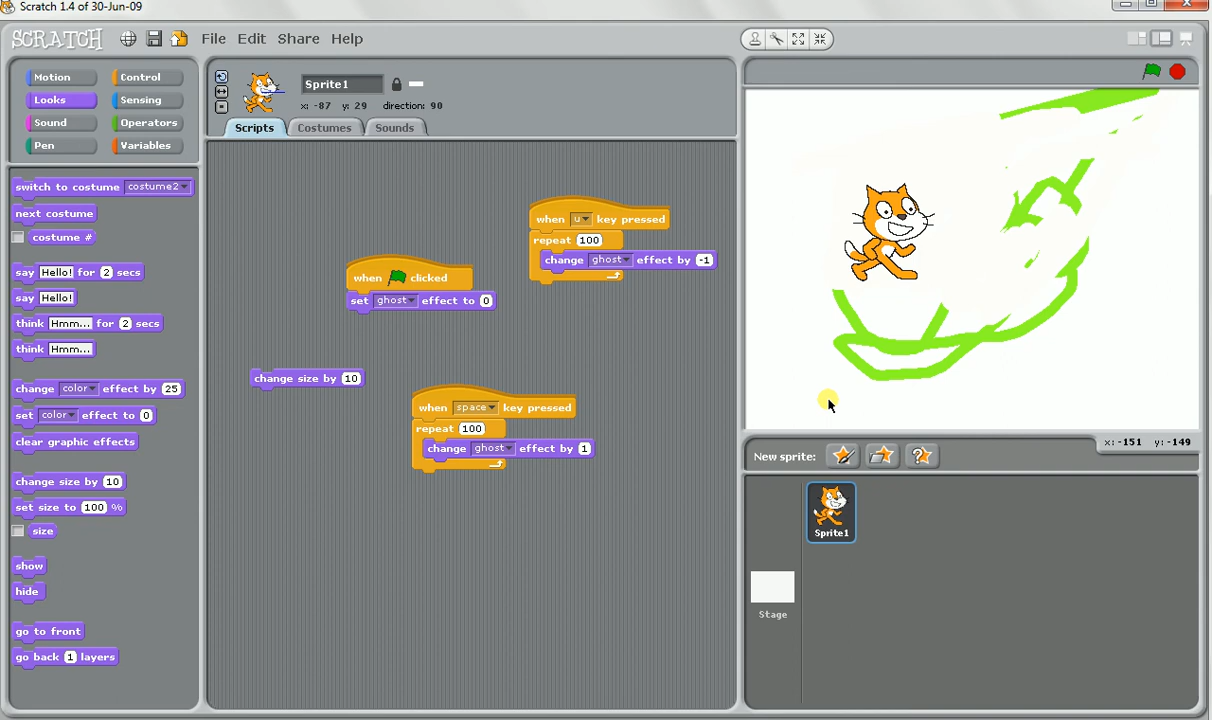 Scratch 1.4 of 30-Jun-09
SCRATCH File Edit Share Help
Motion Control
Looks Sensing
Sound Operators
Pen Variables
switch to costume costume2
next costume
costume #
say Hello! for 2 secs
say Hello!
think Hmm... for 2 secs
think Hmm...
change color effect by 25
set color effect to 0
clear graphic effects
change size by 10
set size to 100 %
size
show
hide
go to front
go back 1 layers
Sprite1
x: -87 y: 29 direction: 90
Scripts Costumes Sounds
when u key pressed
repeat 100
change ghost effect by -1
when clicked
set ghost effect to 0
change size by 10
when space key pressed
repeat 100
change ghost effect by 1
x: -151 y: -149
New sprite:
Sprite1
Stage